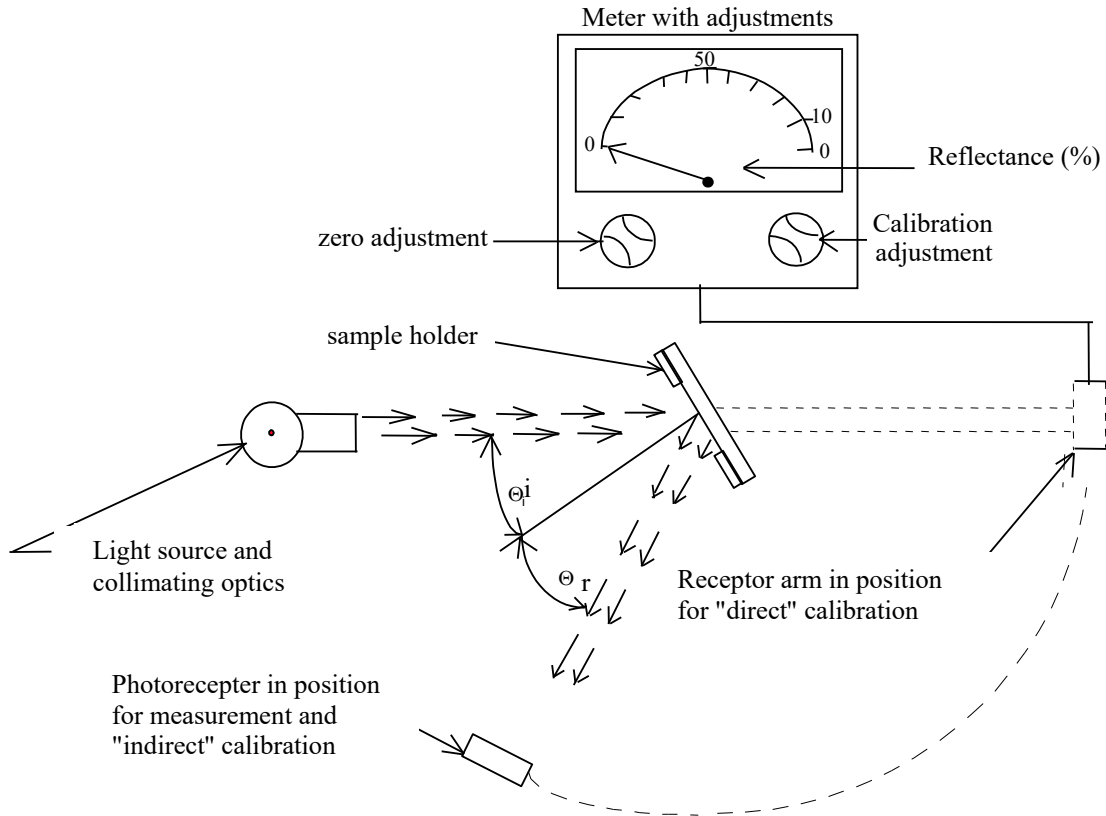 Meter with adjustments
50
10
0
0
Reflectance (%)
zero adjustment
Calibration
adjustment
sample holder
Θi i
Θ r
Light source and
collimating optics
Receptor arm in position
for "direct" calibration
Photorecepter in position
for measurement and
"indirect" calibration